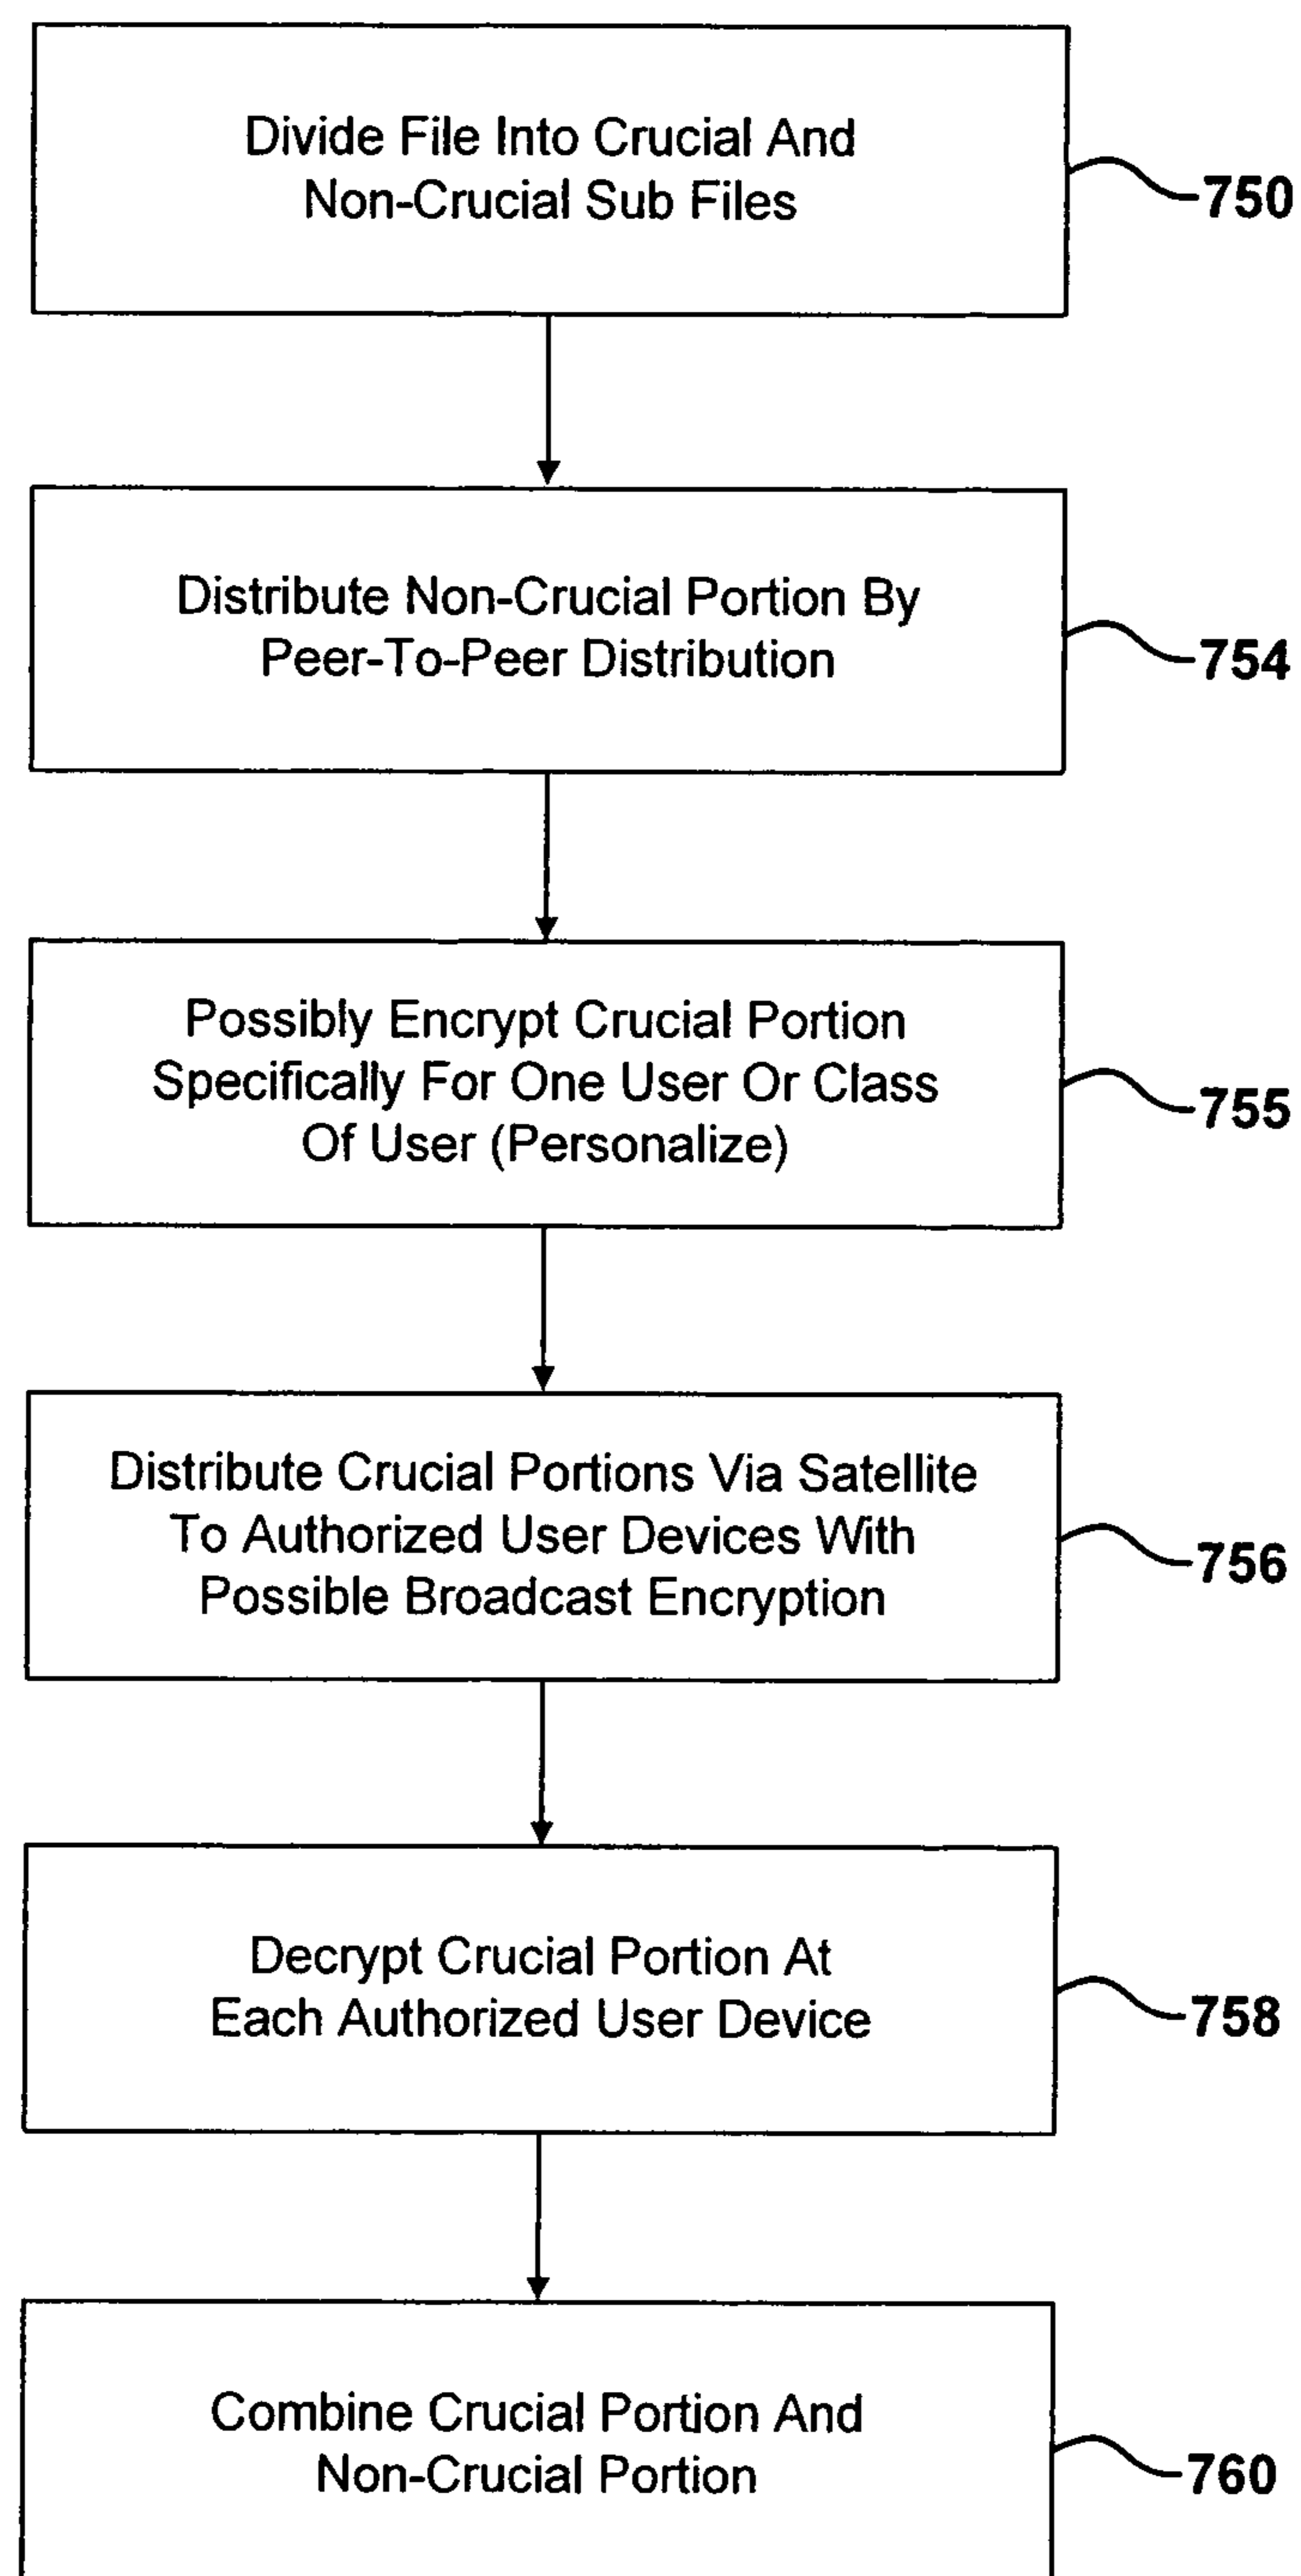 Divide File Into Crucial And
Non-Crucial Sub Files
750
Distribute Non-Crucial Portion By
Peer-To-Peer Distribution
754
Possibly Encrypt Crucial Portion
Specifically For One User Or Class
Of User (Personalize)
755
Distribute Crucial Portions Via Satellite
To Authorized User Devices With
Possible Broadcast Encryption
756
Decrypt Crucial Portion At
Each Authorized User Device
758
Combine Crucial Portion And
Non-Crucial Portion
760